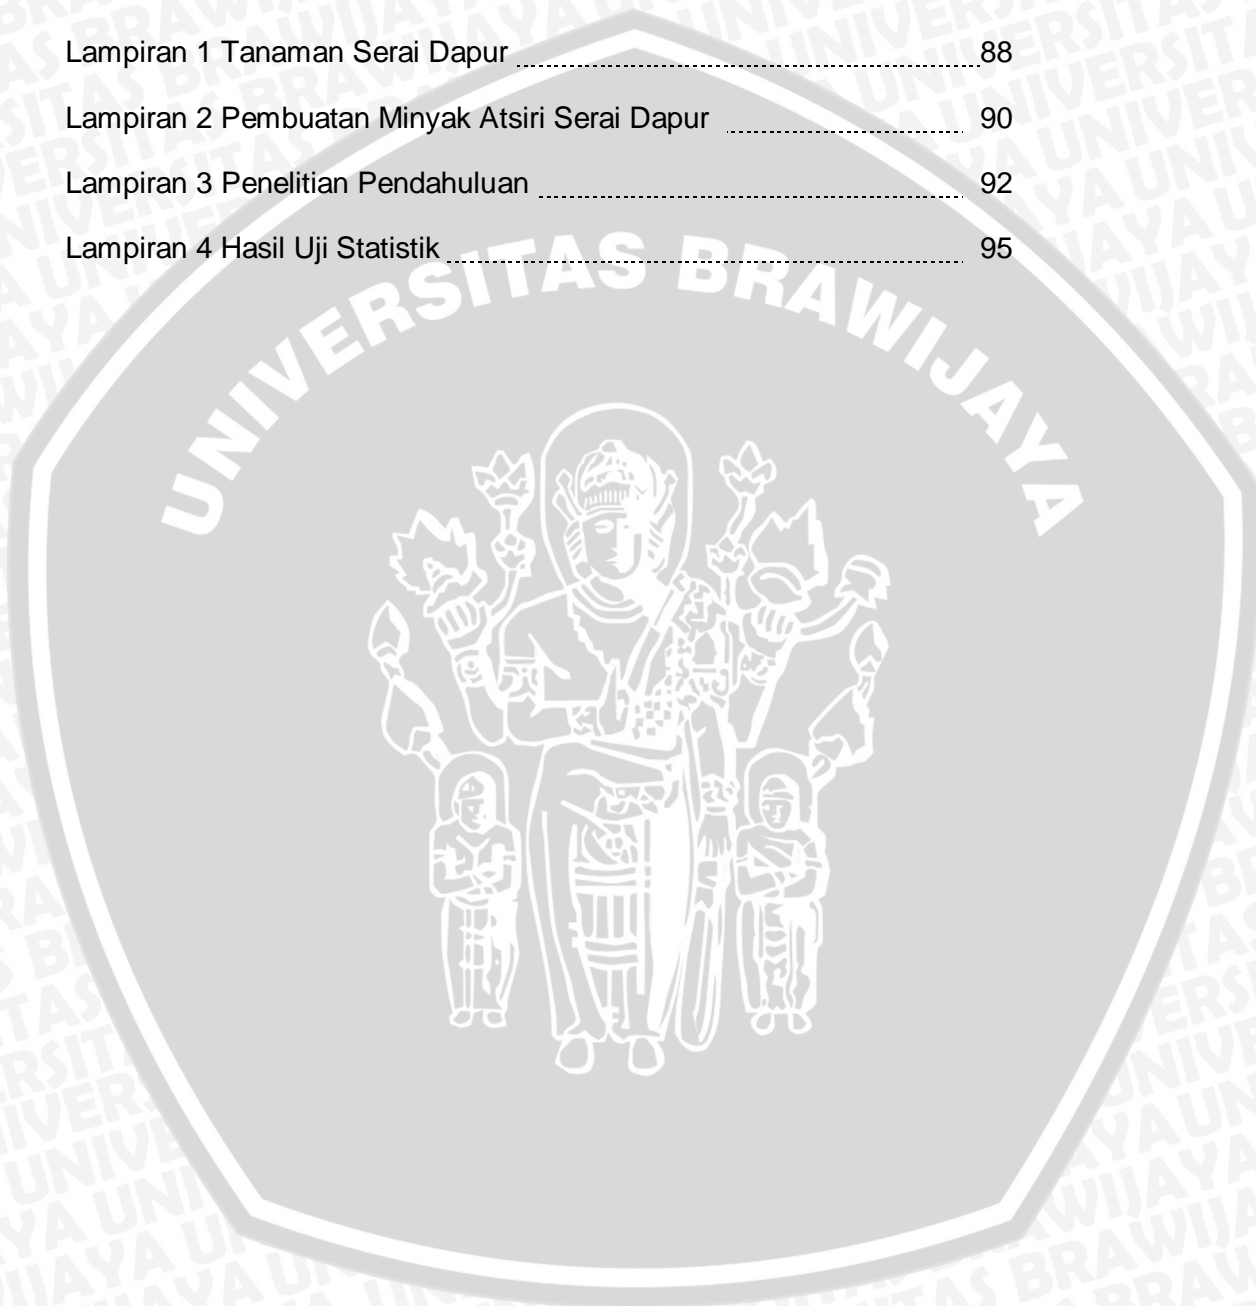 Lampiran 1 Tanaman Serai Dapur 88
Lampiran 2 Pembuatan Minyak Atsiri Serai Dapur 90
Lampiran 3 Penelitian Pendahuluan 92
Lampiran 4 Hasil Uji Statistik 95
UNIVERSITAS BRAWIJAYA